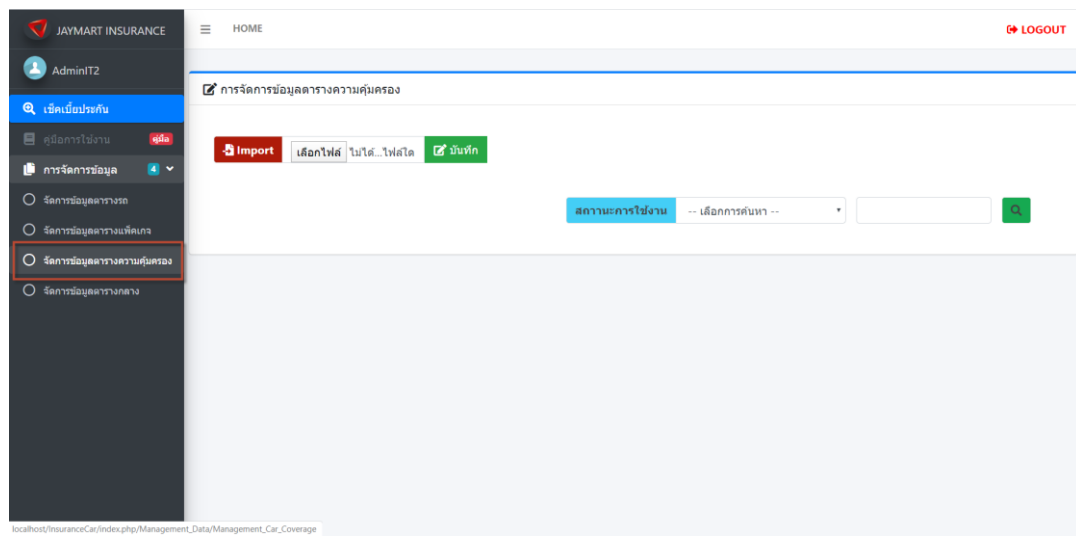 JAYMART INSURANCE
HOME
LOGOUT
AdminIT2
การจัดการข้อมูลตารางความคุ้มครอง
เช็คเบี้ยประกัน
คู่มือการใช้งาน คู่มือ
การจัดการข้อมูล 4
Import เลือกไฟล์ ไม่ได้...ไฟล์ใด บันทึก
จัดการข้อมูลตารางรถ
สถานะการใช้งาน -- เลือกการค้นหา --
จัดการข้อมูลตารางแพ็คเกจ
จัดการข้อมูลตารางความคุ้มครอง
จัดการข้อมูลตารางกลาง
localhost/InsuranceCar/index.php/Management_Data/Management_Car_Coverage